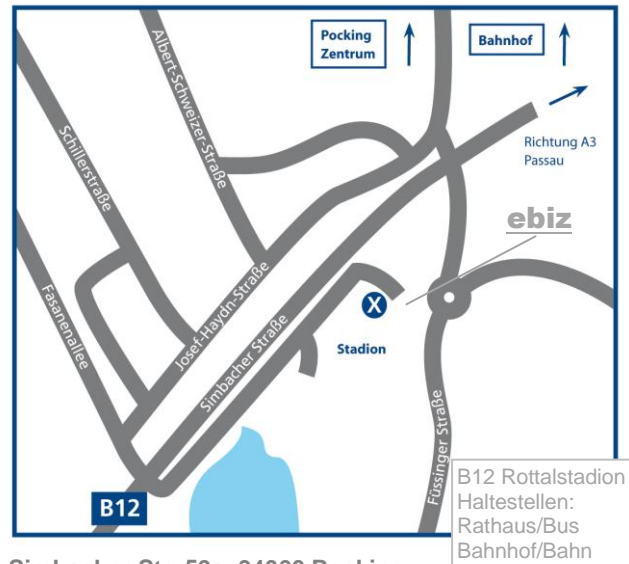 Pocking
Zentrum
Bahnhof
Albert-Schweizer-Straße
Schillerstraße
Richtung A3
Passau
ebiz
Fasanenallee
Josef-Haydn-Straße
Simbacher Straße
X
Stadion
Füssinger Straße
B12
B12 Rottalstadion
Haltestellen:
Rathaus/Bus
Bahnhof/Bahn